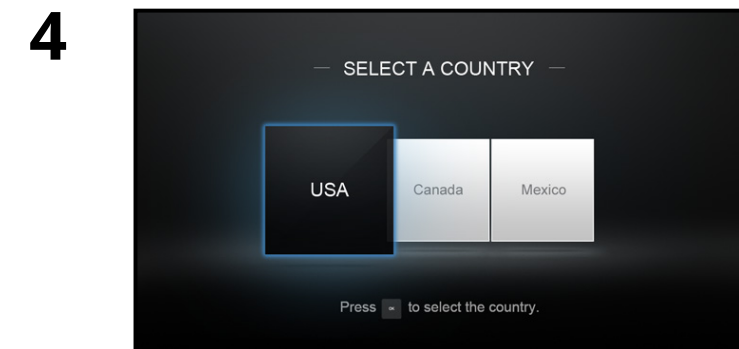 4
SELECT A COUNTRY
USA
Canada
Mexico
Press to select the country.